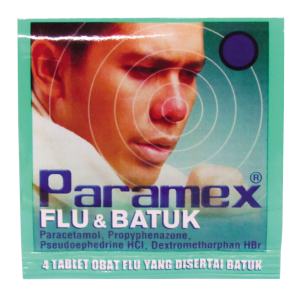 Paramex®
FLU & BATUK
Paracetamol, Propyphenazone,
Pseudoephedrine HCl, Dextromethorphan HBr
4 TABLET OBAT FLU YANG DISERTAI BATUK